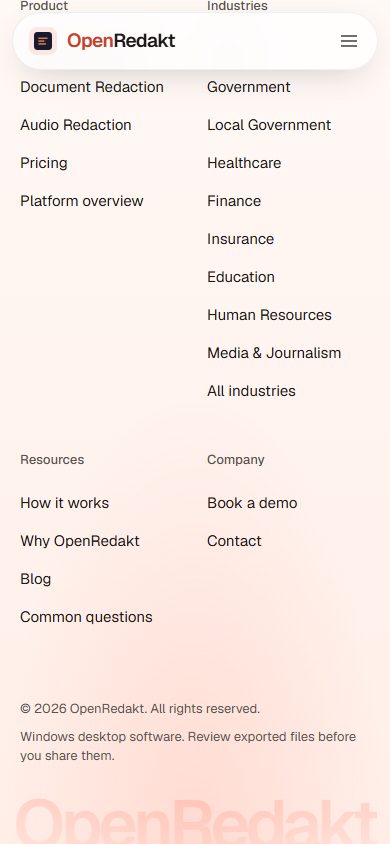 Product
Industries
OpenRedakt
Document Redaction
Audio Redaction
Pricing
Platform overview
Government
Local Government
Healthcare
Finance
Insurance
Education
Human Resources
Media & Journalism
All industries
Resources
How it works
Why OpenRedakt
Blog
Common questions
Company
Book a demo
Contact
© 2026 OpenRedakt. All rights reserved.
Windows desktop software. Review exported files before
you share them.
OpenRedakt